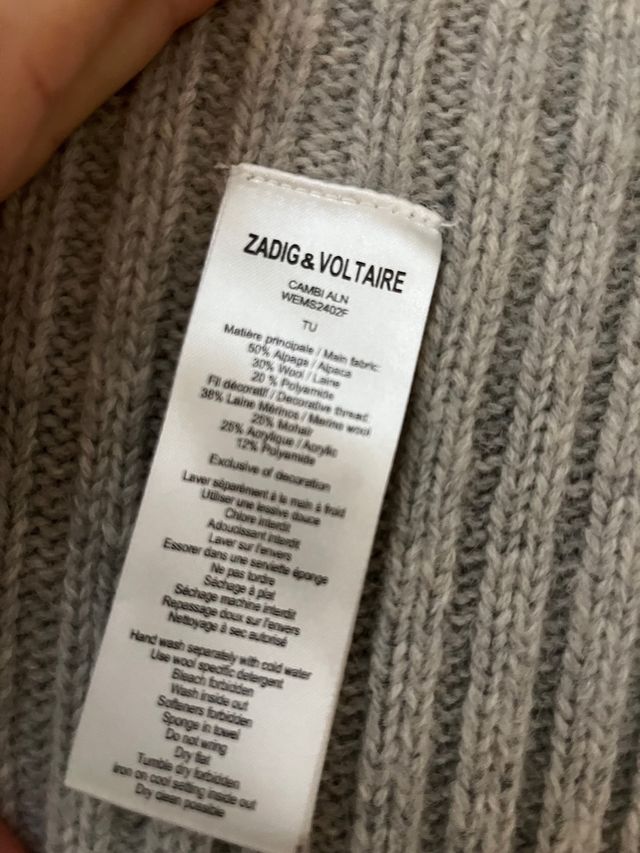 ZADIG & VOLTAIRE
CAMBI ALN
WEMS2402F
TU
Matière principale / Main fabric:
50% Alpaga / Alpaca
30% Wool / Laine
20 % Polyamide
Fil décoratif / Decorative thread:
38% Laine Mérinos / Marine wool
25% Mohair
25% Acrylique / Acrylic
12% Polyamide
Exclusive of decoration
Laver séparément à la main à froid
Utiliser une lessive douce
Chlore interdit
Adoucissant interdit
Laver sur l'envers
Essorer dans une serviette éponge
Ne pas tordre
Séchage à plat
Séchage machine interdit
Repassage doux sur l'envers
Nettoyage à sec autorisé
Hand wash separately with cold water
Use wool specific detergent
Bleach forbidden
Wash inside out
Softeners forbidden
Sponge in towel
Do not wring
Dry flat
Tumble dry forbidden
iron on cool setting inside out
Dry clean possible